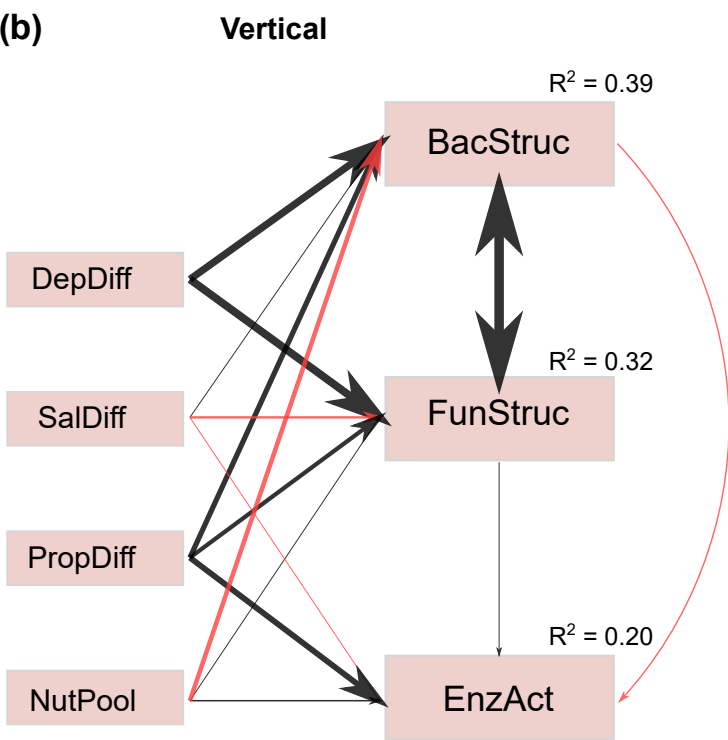 (b) Vertical
R² = 0.39
BacStruc
DepDiff
R² = 0.32
SalDiff
FunStruc
PropDiff
R² = 0.20
NutPool
EnzAct